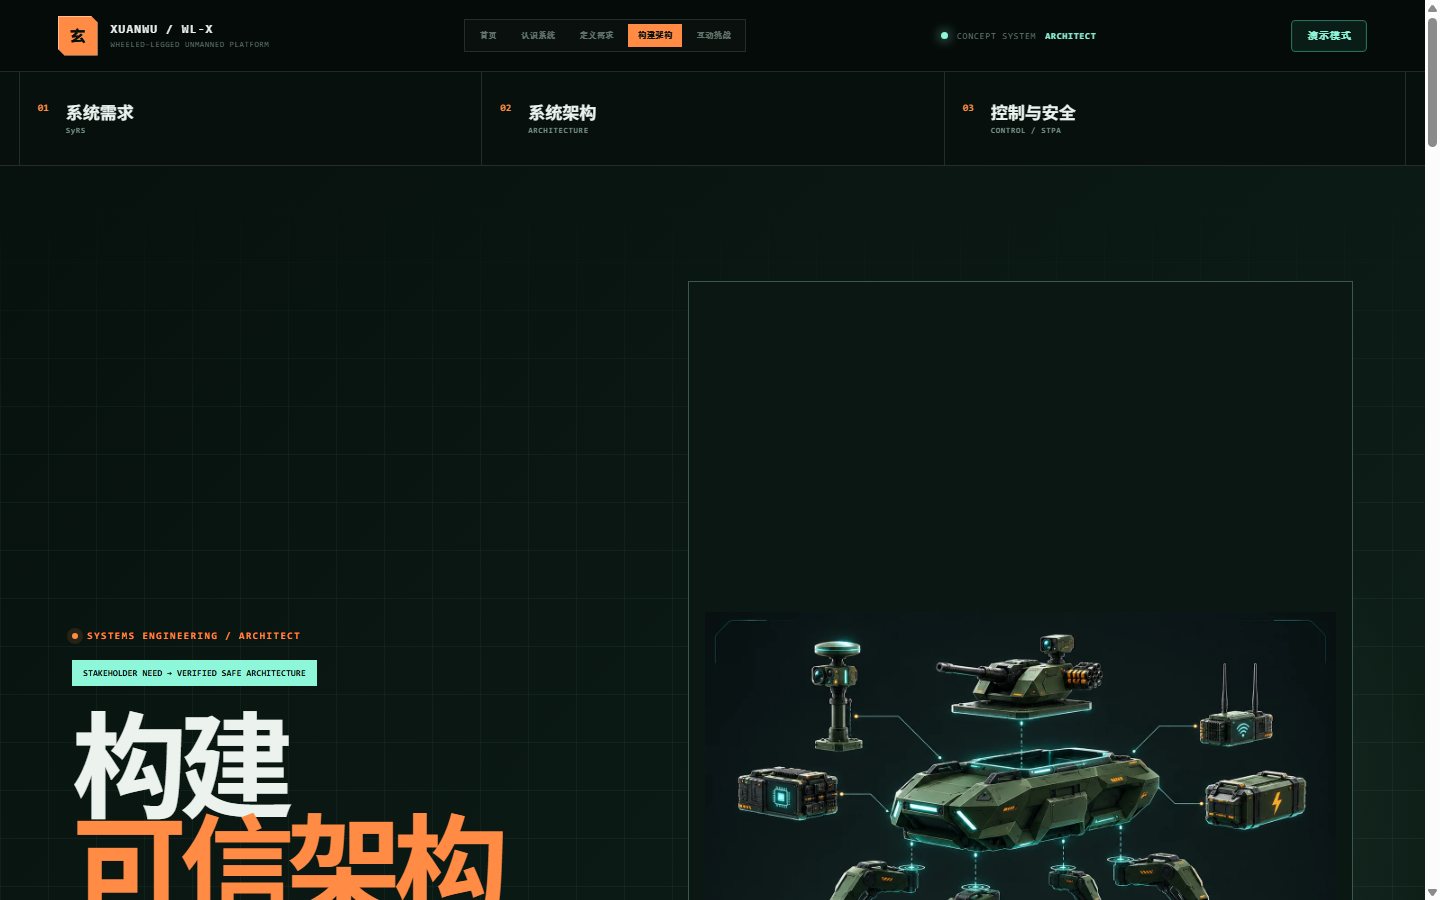 玄
XUANWU / WL-X
WHEELED-LEGGED UNMANNED PLATFORM
首页
认识系统
定义需求
构建架构
互动挑战
CONCEPT SYSTEM ARCHITECT
演示模式
01
系统需求
SyRS
02
系统架构
ARCHITECTURE
03
控制与安全
CONTROL / STPA
SYSTEMS ENGINEERING / ARCHITECT
STAKEHOLDER NEED → VERIFIED SAFE ARCHITECTURE
构建
可信架构